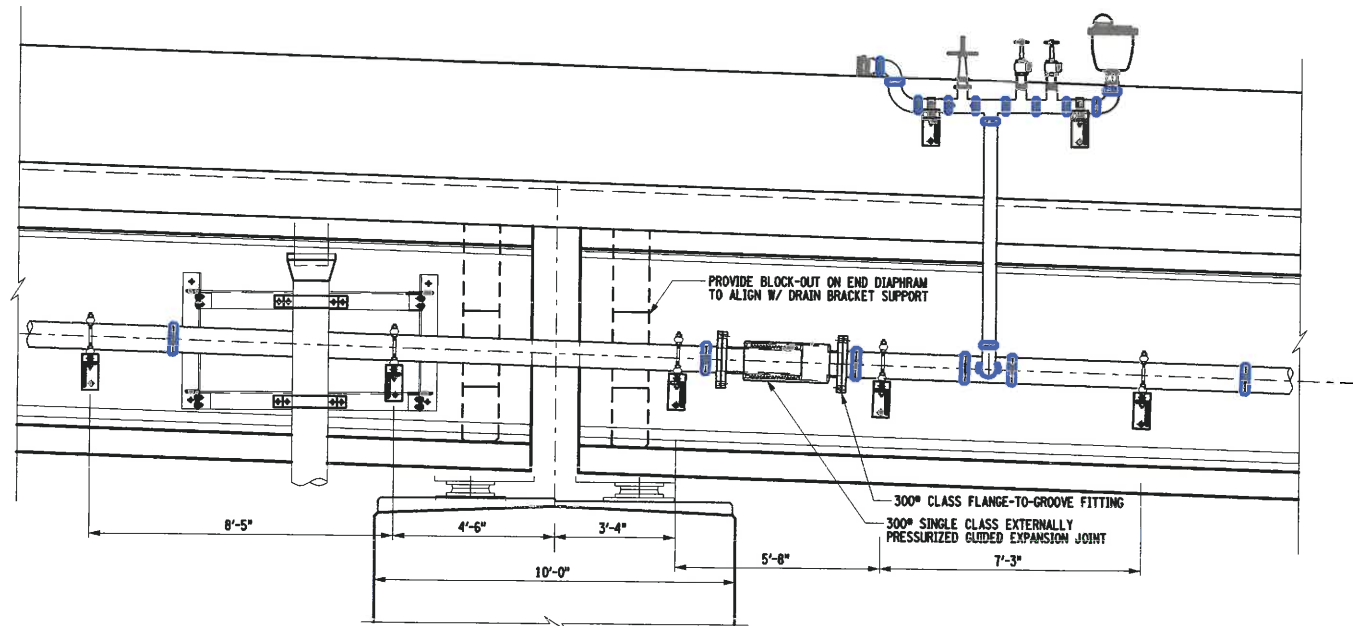 PROVIDE BLOCK-OUT ON END DIAPHRAM
TO ALIGN W/ DRAIN BRACKET SUPPORT
300# CLASS FLANGE-TO-GROOVE FITTING
300# SINGLE CLASS EXTERNALLY
PRESSURIZED GUIDED EXPANSION JOINT
8'-5"
4'-6"
3'-4"
5'-8"
7'-3"
10'-0"